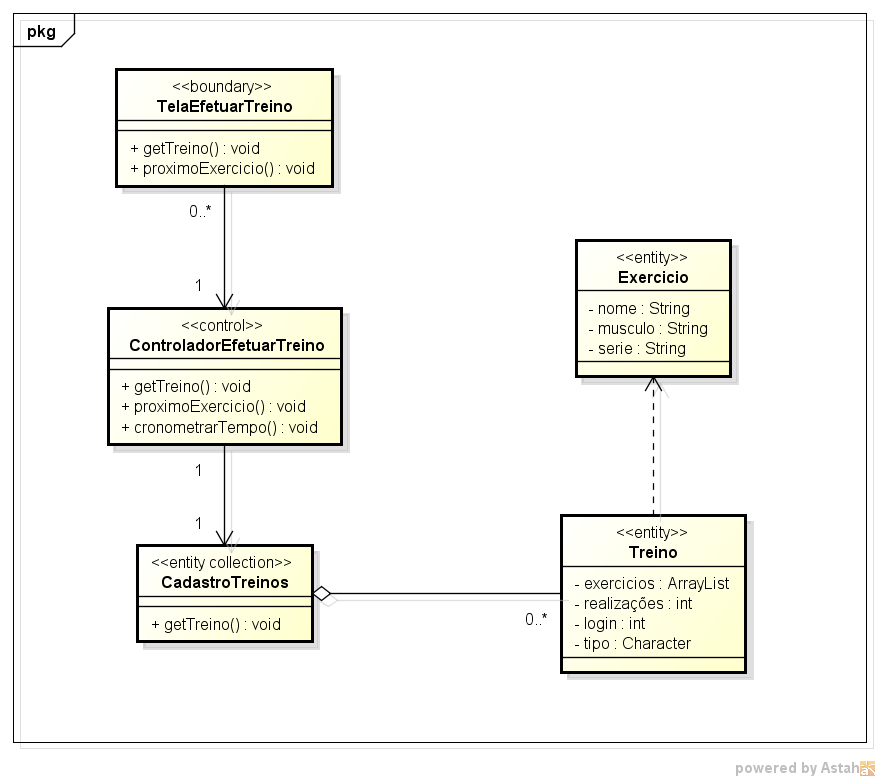 pkg
<<boundary>>
TelaEfetuarTreino
+ getTreino() : void
+ proximoExercicio() : void
0..*
1
<<control>>
ControladorEfetuarTreino
+ getTreino() : void
+ proximoExercicio() : void
+ cronometrarTempo() : void
1
1
<<entity collection>>
CadastroTreinos
+ getTreino() : void
0..*
<<entity>>
Exercicio
- nome : String
- musculo : String
- serie : String
<<entity>>
Treino
- exercicios : ArrayList
- realizações : int
- login : int
- tipo : Character
powered by Astah